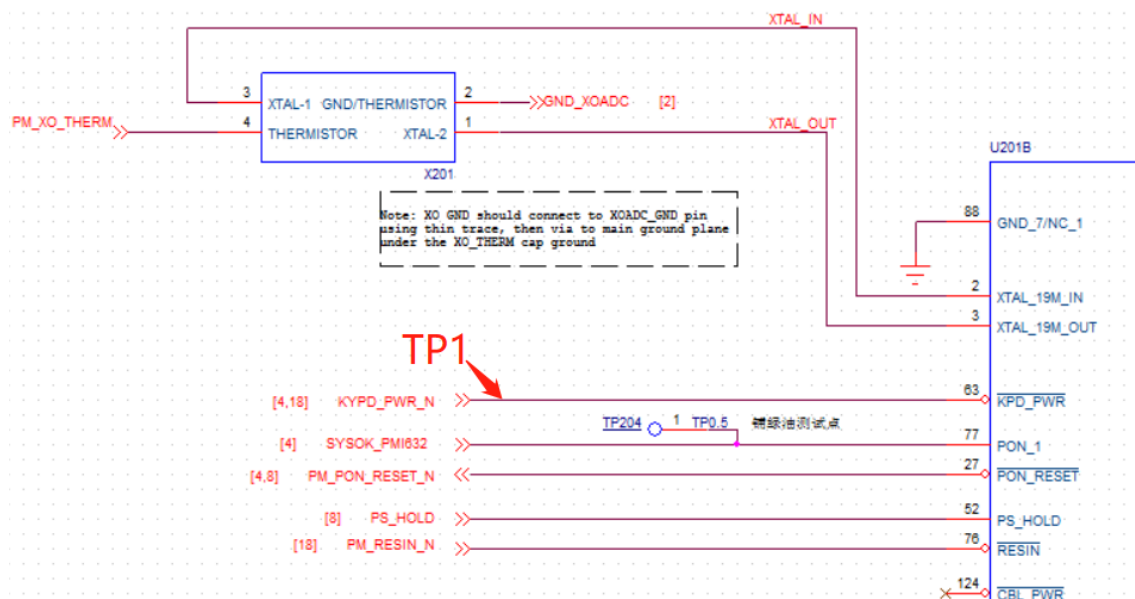 XTAL_IN
3 XTAL-1 GND/THERMISTOR 2 GND_XOADC [2]
PM_XO_THERM 4 THERMISTOR XTAL-2 1 XTAL_OUT
X201
U201B
Note: XO GND should connect to XOADC_GND pin
using thin trace, then via to main ground plane
under the XO_THERM cap ground
88 GND_7/NC_1
2 XTAL_19M_IN
3 XTAL_19M_OUT
TP1
[4,18] KYPD_PWR_N 63 KPD_PWR
TP204 1 TP0.5 铺绿油测试点
[4] SYSOK_PMI632 77 PON_1
[4,8] PM_PON_RESET_N 27 PON_RESET
[8] PS_HOLD 52 PS_HOLD
[18] PM_RESIN_N 76 RESIN
124 CBL_PWR